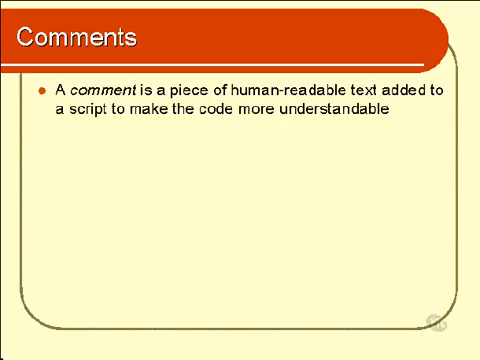 Comments
A comment is a piece of human-readable text added to
a script to make the code more understandable